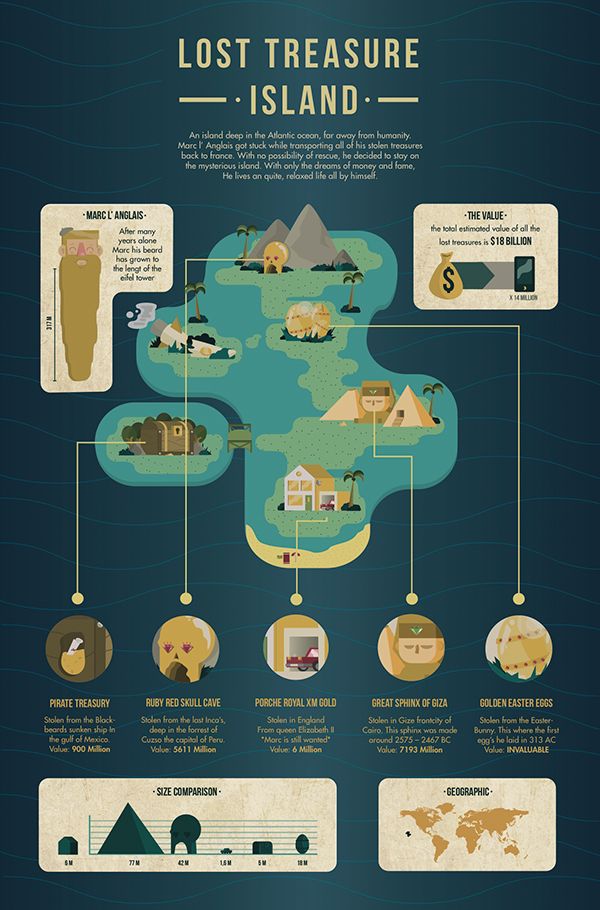 LOST TREASURE
ISLAND
An island deep in the Atlantic ocean, far away from humanity.
Marc l' Anglais got stuck while transporting all of his stolen treasures
back to france. With no possibility of rescue, he decided to stay on
the mysterious island. With only the dreams of money and fame,
He lives an quite, relaxed life all by himself.
· MARC L' ANGLAIS ·
After many
years alone
Marc his beard
has grown to
the lengt of the
eifel tower
317 M
· THE VALUE ·
the total estimated value of all the
lost treasures is $18 BILLION
$
X 14 MILLION
PIRATE TREASURY
Stolen from the Black-
beards sunken ship In
the gulf of Mexico.
Value: 900 Million
RUBY RED SKULL CAVE
Stolen from the last Inca's,
deep in the forrest of
Cuzso the capital of Peru.
Value: 5611 Million
PORCHE ROYAL XM GOLD
Stolen in England
From queen Elizabeth II
"Marc is still wanted"
Value: 6 Million
GREAT SPHINX OF GIZA
Stolen in Gize frontcity of
Cairo. This sphinx was made
around 2575 – 2467 BC
Value: 7193 Million
GOLDEN EASTER EGGS
Stolen from the Easter-
Bunny. This where the first
egg's he laid in 313 AC
Value: INVALUABLE
· SIZE COMPARISON ·
6 M
77 M
42 M
1,6 M
5 M
18 M
· GEOGRAPHIC ·